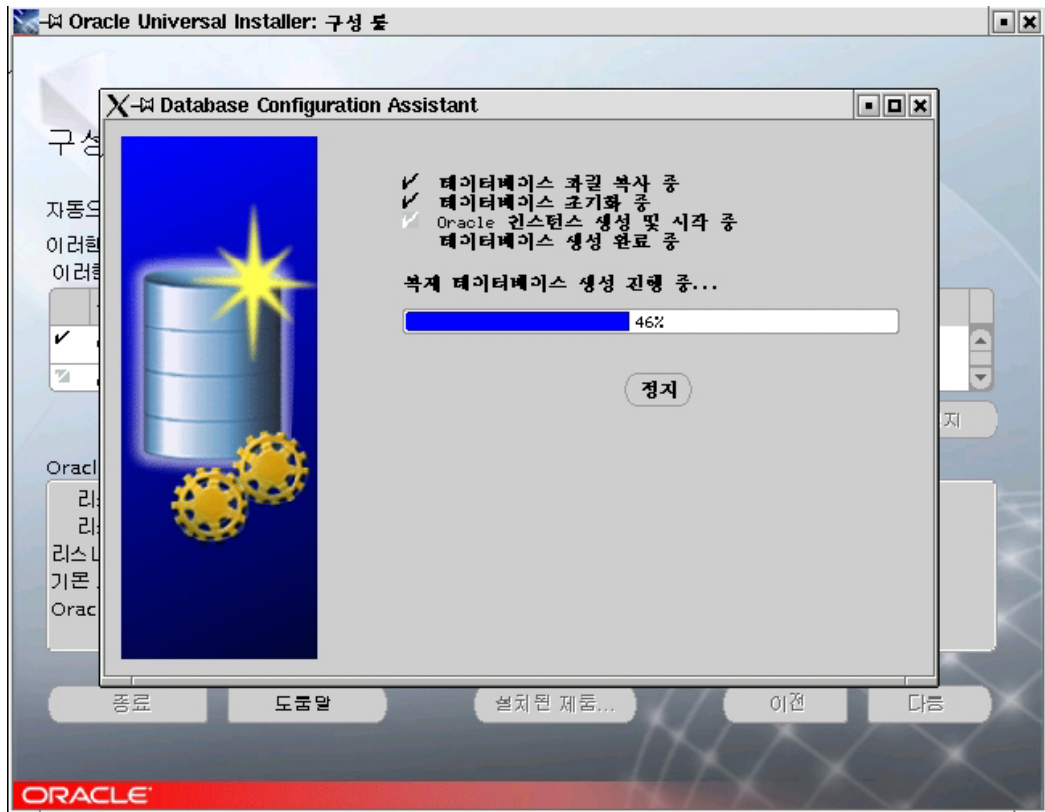 Oracle Universal Installer: 구성 툴
Database Configuration Assistant
구성
자동으
이러한
이러한
데이터베이스 파일 복사 중
데이터베이스 초기화 중
Oracle 인스턴스 생성 및 시작 중
데이터베이스 생성 완료 중
복제 데이터베이스 생성 진행 중...
46%
정지
지
Oracl
리스
리스
리스너
기본
Orac
종료
도움말
설치된 제품...
이전
다음
ORACLE